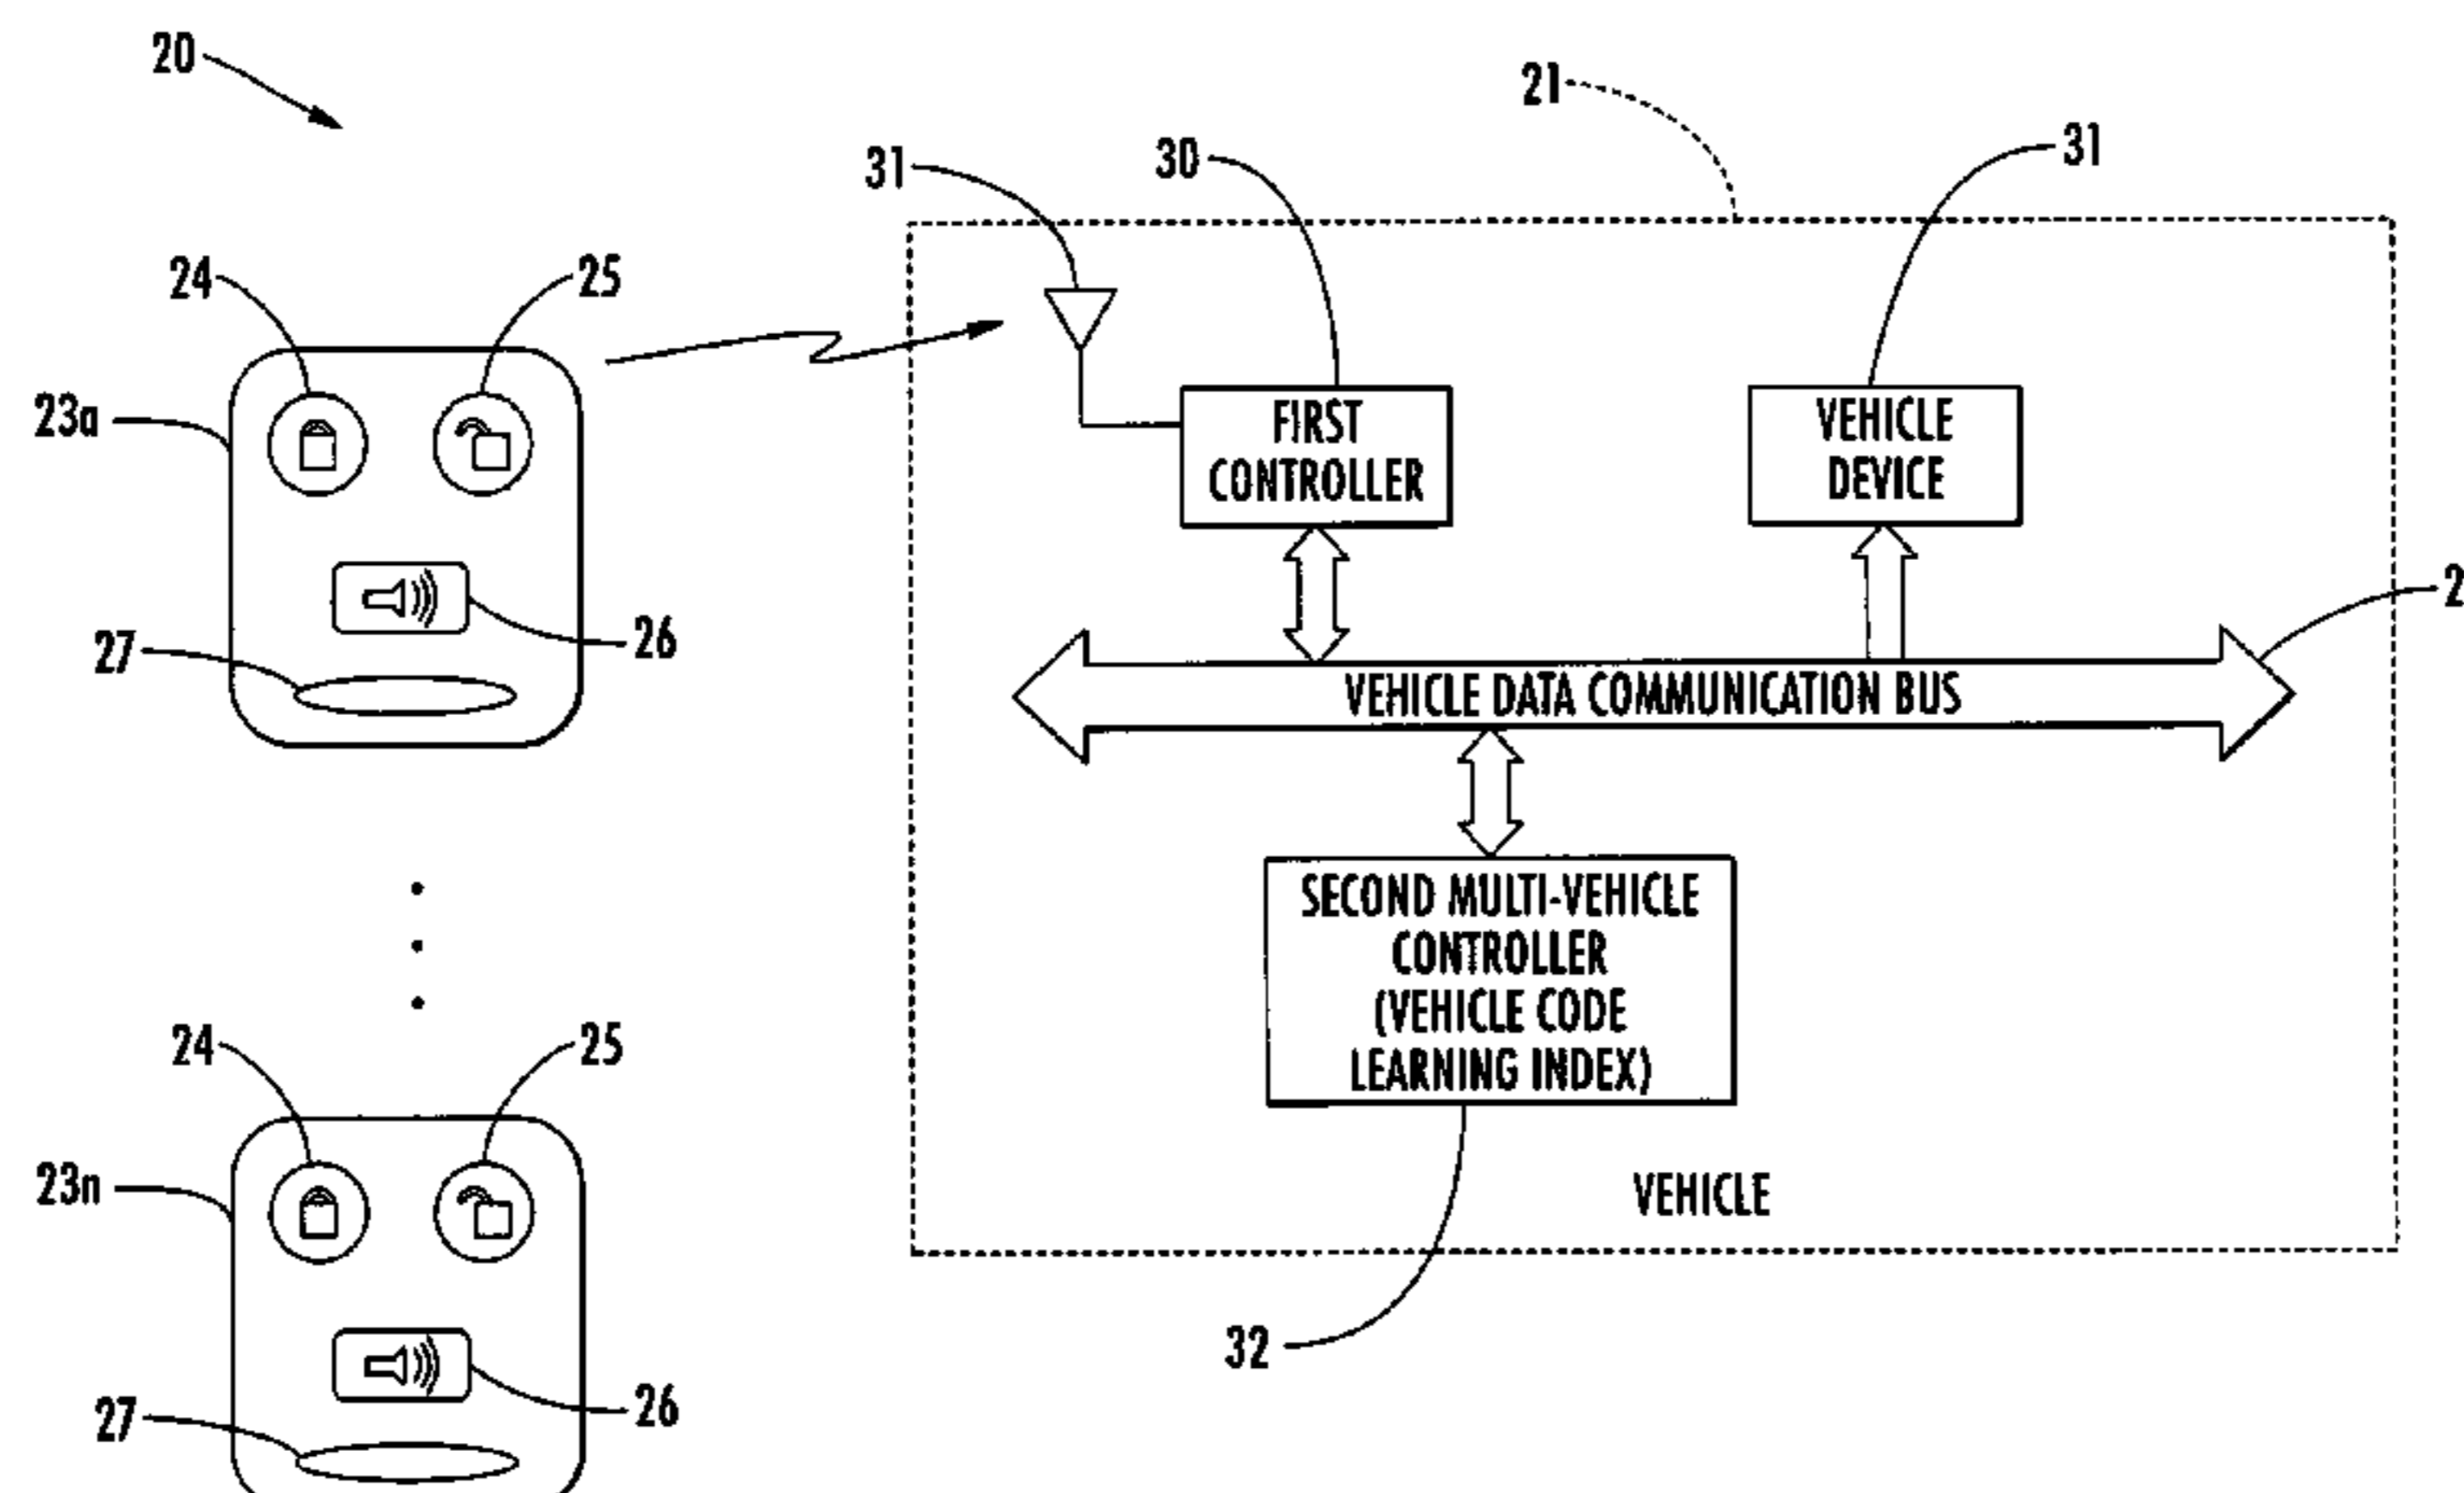 20
21
31
30
31
24
25
23a
FIRST
CONTROLLER
VEHICLE
DEVICE
2
27
26
VEHICLE DATA COMMUNICATION BUS
SECOND MULTI-VEHICLE
CONTROLLER
(VEHICLE CODE
LEARNING INDEX)
24
25
23n
VEHICLE
32
27
26